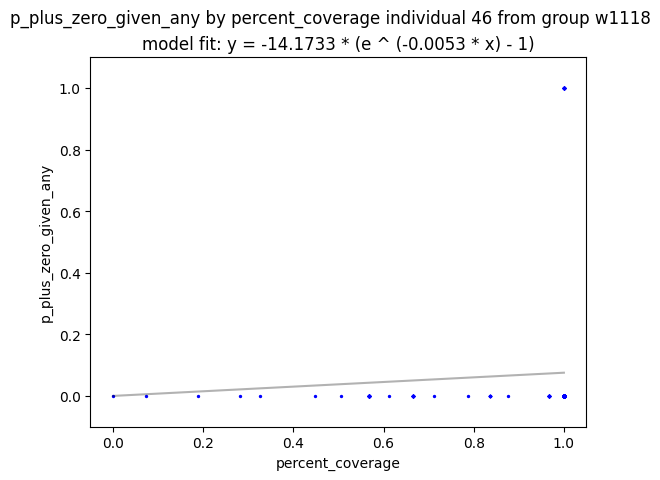 p_plus_zero_given_any by percent_coverage individual 46 from group w1118
model fit: y = -14.1733 * (e ^ (-0.0053 * x) - 1)
1.0
0.8
0.6
0.4
0.2
0.0
p_plus_zero_given_any
0.0 0.2 0.4 0.6 0.8 1.0
percent_coverage